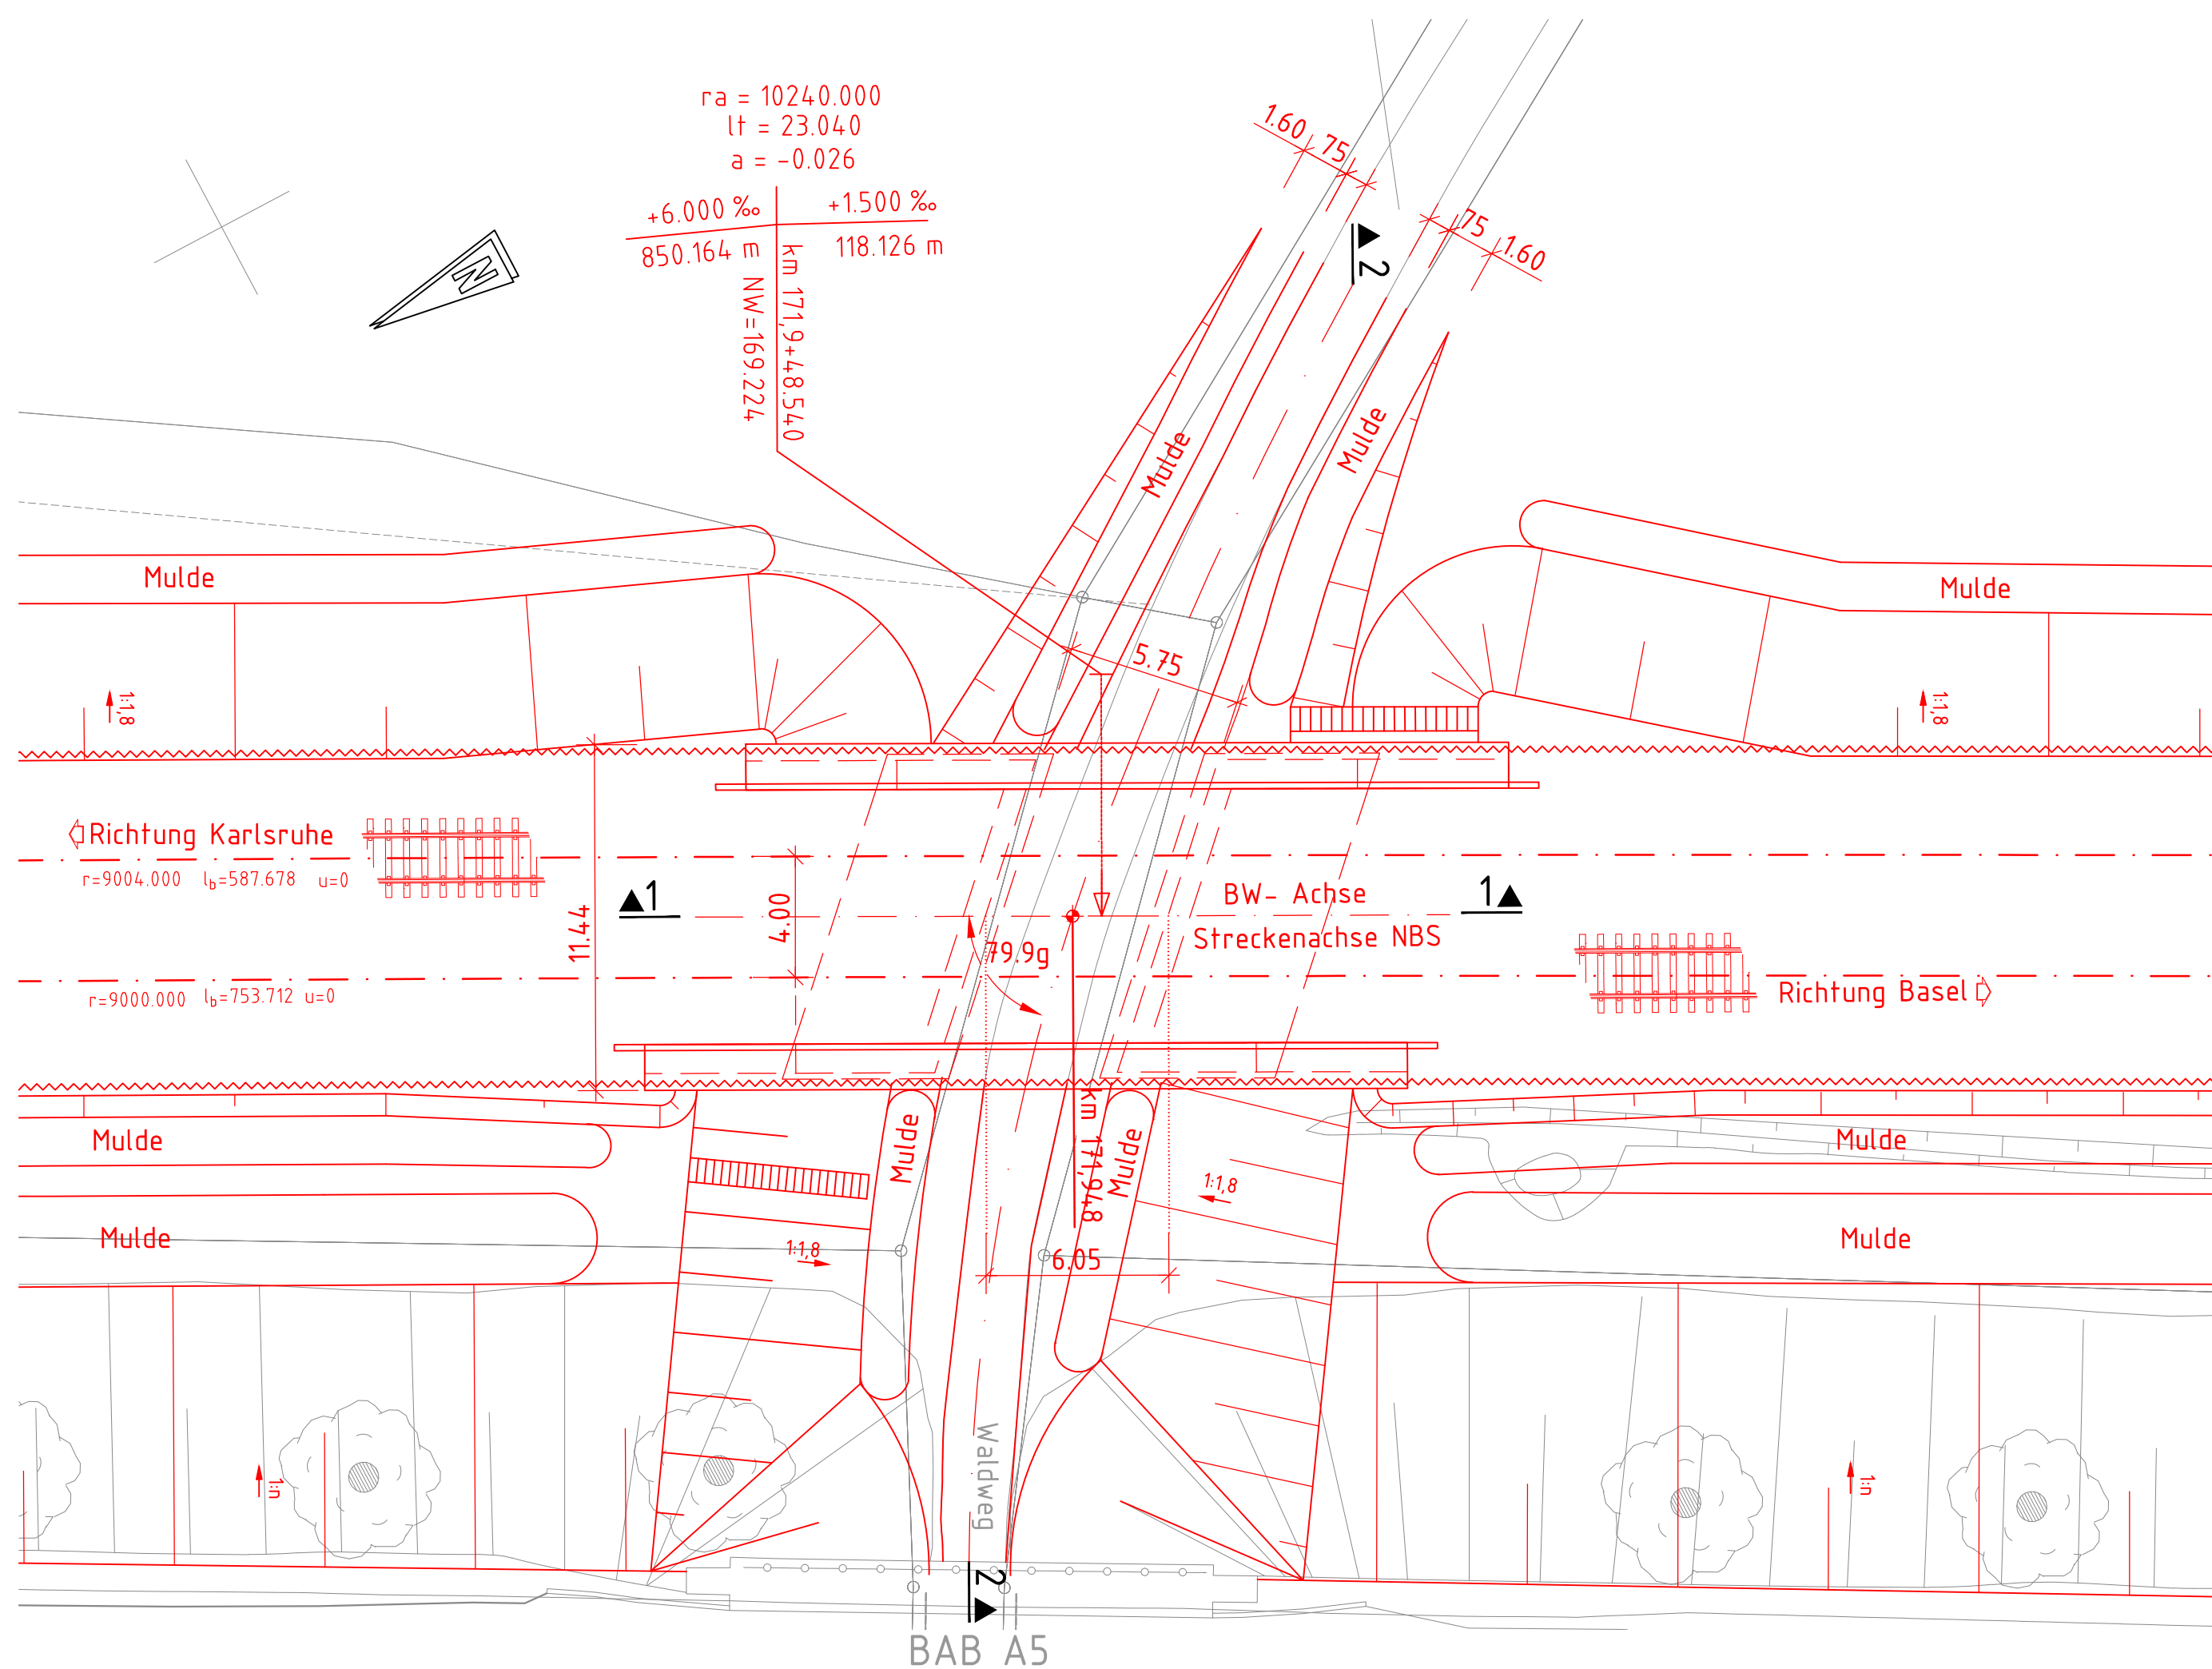 ra = 10240.000
lt = 23.040
a = -0.026
+6.000 ‰
+1.500 ‰
850.164 m
118.126 m
km 171,9+48.540
NW=169.224
N
1.60
75
75
1.60
2
Mulde
Mulde
Mulde
Mulde
5.75
1:1,8
1:1,8
Richtung Karlsruhe
r=9004.000 lb=587.678 u=0
1
11.44
4.00
79.9g
BW- Achse
Streckenachse NBS
1
r=9000.000 lb=753.712 u=0
Richtung Basel
Mulde
Mulde
km 171,948
Mulde
Mulde
1:1,8
Mulde
1:1,8
6.05
Mulde
Waldweg
1:n
1:n
2
BAB A5